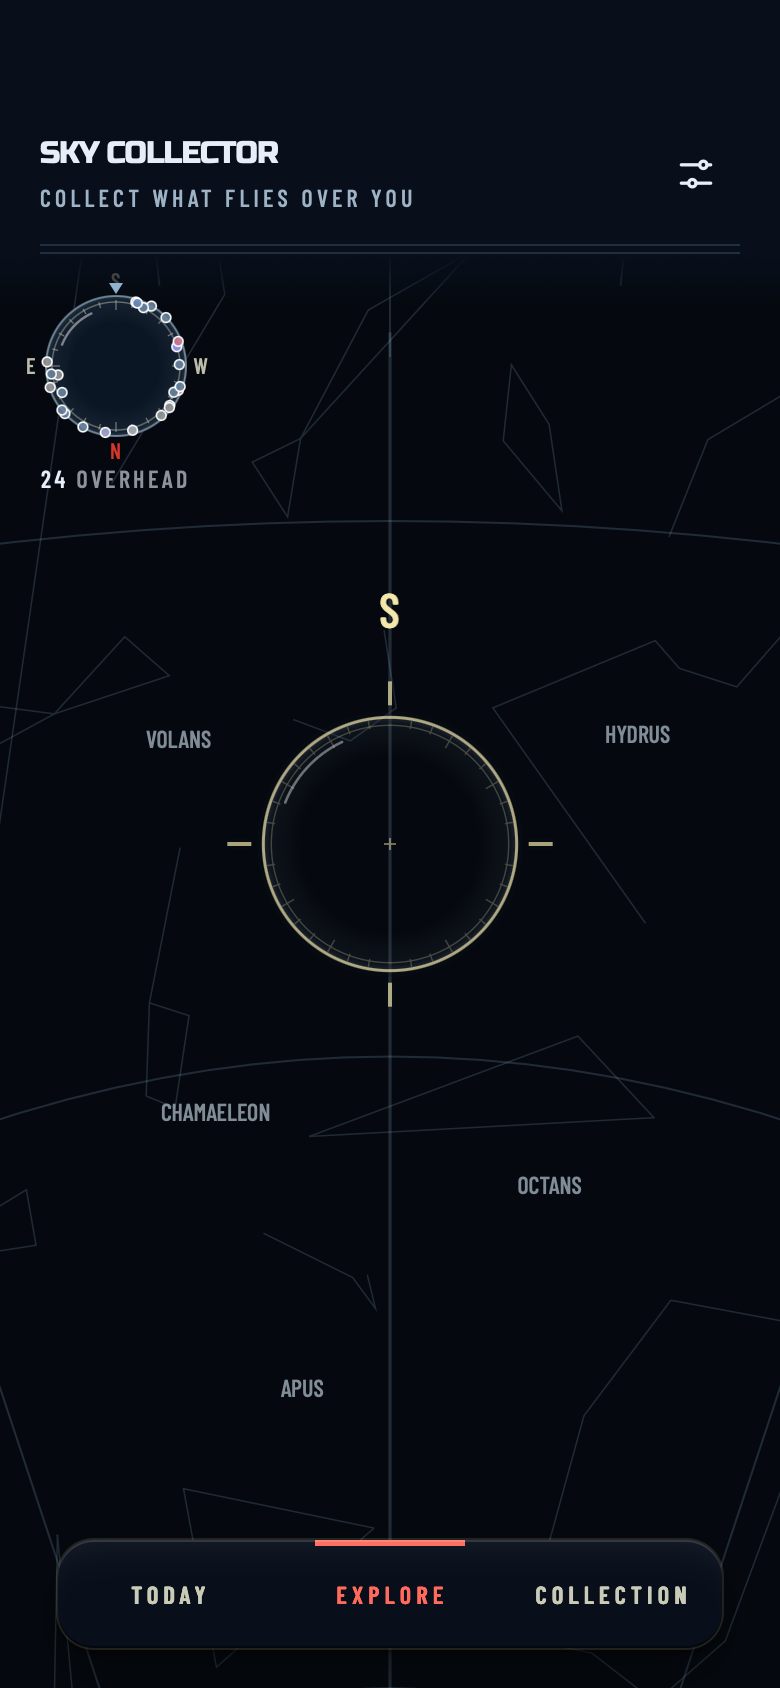 SKY COLLECTOR
COLLECT WHAT FLIES OVER YOU
S
E
W
N
24 OVERHEAD
S
VOLANS
HYDRUS
CHAMAELEON
OCTANS
APUS
TODAY
EXPLORE
COLLECTION